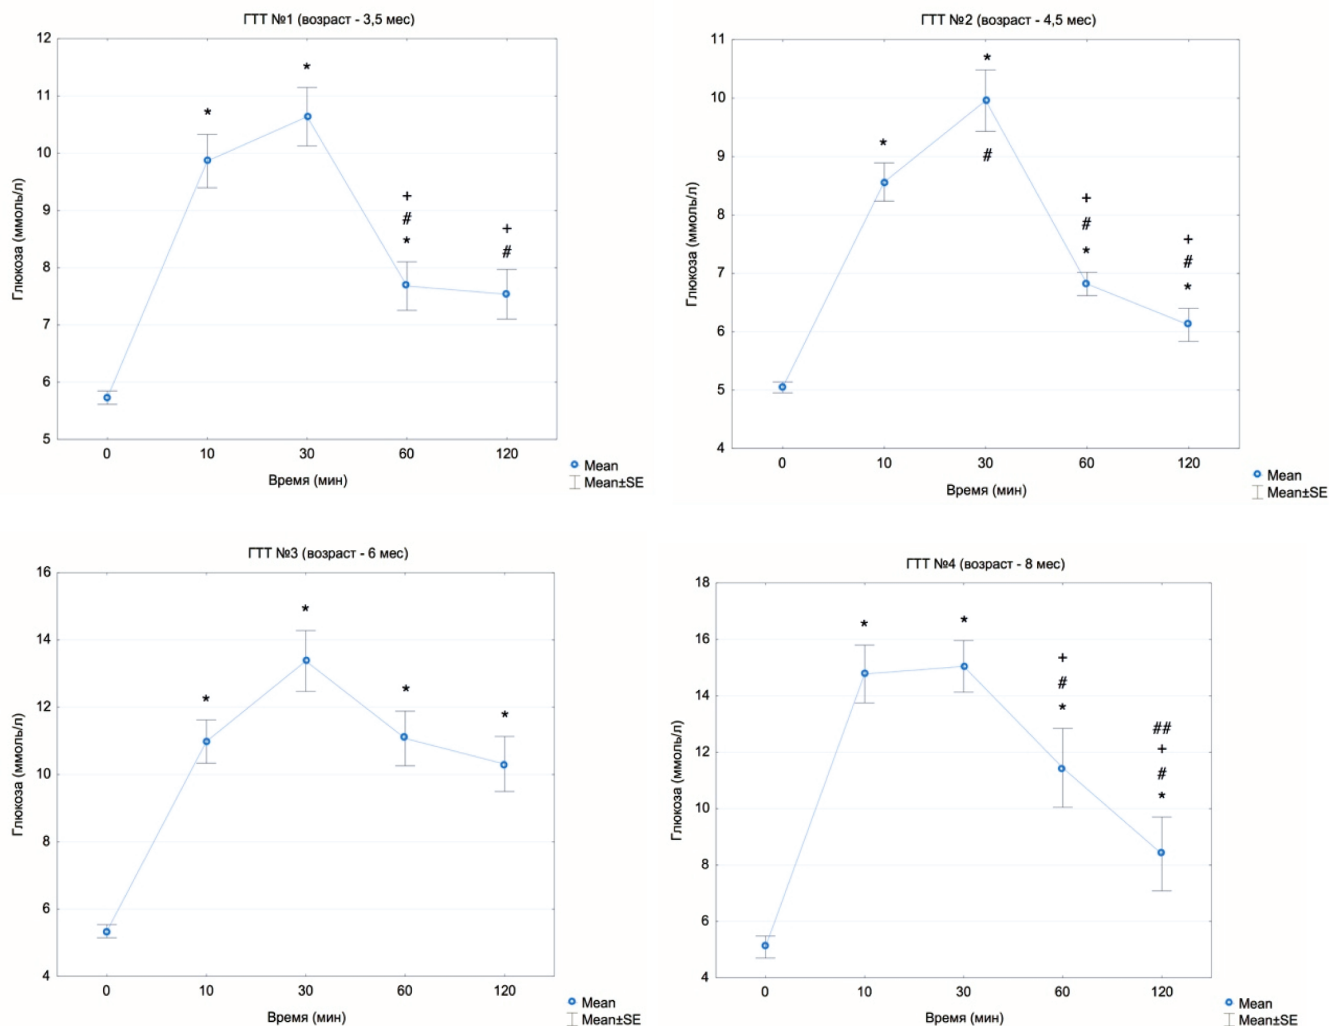 ГТТ №1 (возраст - 3,5 мес)
12
11
10
9
8
7
6
5
*
*
+
#
*
+
#
0 10 30 60 120
Глюкоза (ммоль/л)
Время (мин)
Mean
Mean±SE
ГТТ №2 (возраст - 4,5 мес)
11
10
9
8
7
6
5
4
*
*
#
+
#
*
+
#
*
0 10 30 60 120
Глюкоза (ммоль/л)
Время (мин)
Mean
Mean±SE
ГТТ №3 (возраст - 6 мес)
16
14
12
10
8
6
4
*
*
*
*
0 10 30 60 120
Глюкоза (ммоль/л)
Время (мин)
Mean
Mean±SE
ГТТ №4 (возраст - 8 мес)
18
16
14
12
10
8
6
4
*
*
+
#
*
##
+
#
*
0 10 30 60 120
Глюкоза (ммоль/л)
Время (мин)
Mean
Mean±SE